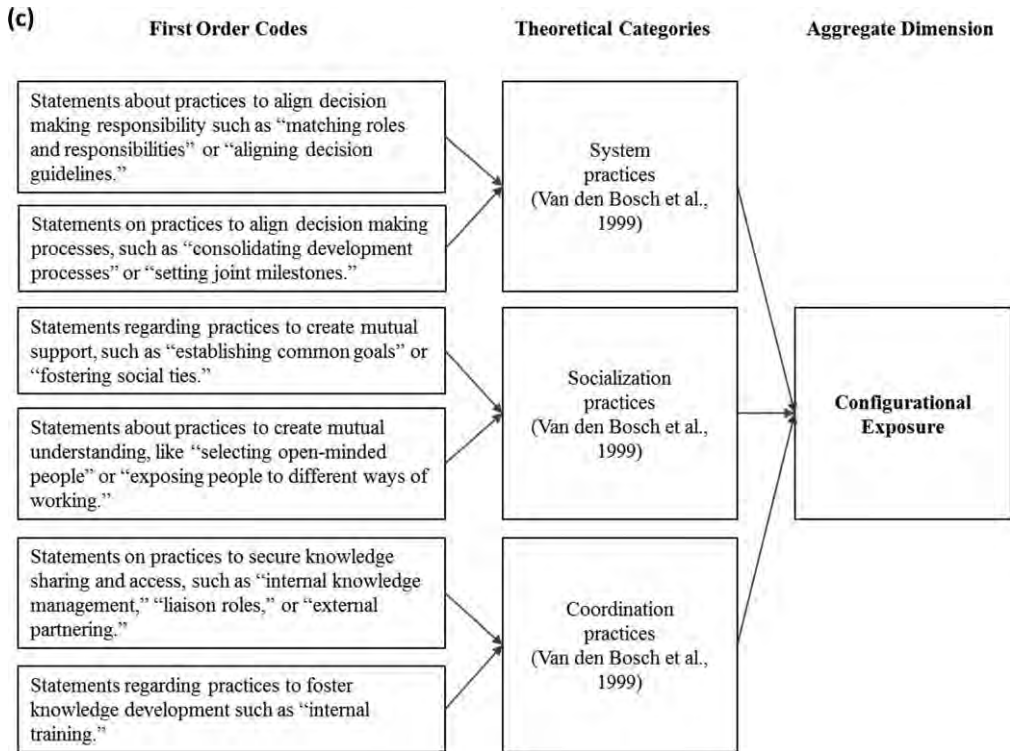 (c)
First Order Codes
Theoretical Categories
Aggregate Dimension
Statements about practices to align decision
making responsibility such as “matching roles
and responsibilities” or “aligning decision
guidelines.”
Statements on practices to align decision
making processes, such as “consolidating development
processes” or “setting joint milestones.”
System
practices
(Van den Bosch et al.,
1999)
Statements regarding practices to create mutual
support, such as “establishing common goals” or
“fostering social ties.”
Statements about practices to create mutual
understanding, like “selecting open-minded
people” or “exposing people to different ways of
working.”
Socialization
practices
(Van den Bosch et al.,
1999)
Statements on practices to secure knowledge
sharing and access, such as “internal knowledge
management,” “liaison roles,” or “external
partnering.”
Statements regarding practices to foster
knowledge development such as “internal
training.”
Coordination
practices
(Van den Bosch et al.,
1999)
Configurational
Exposure